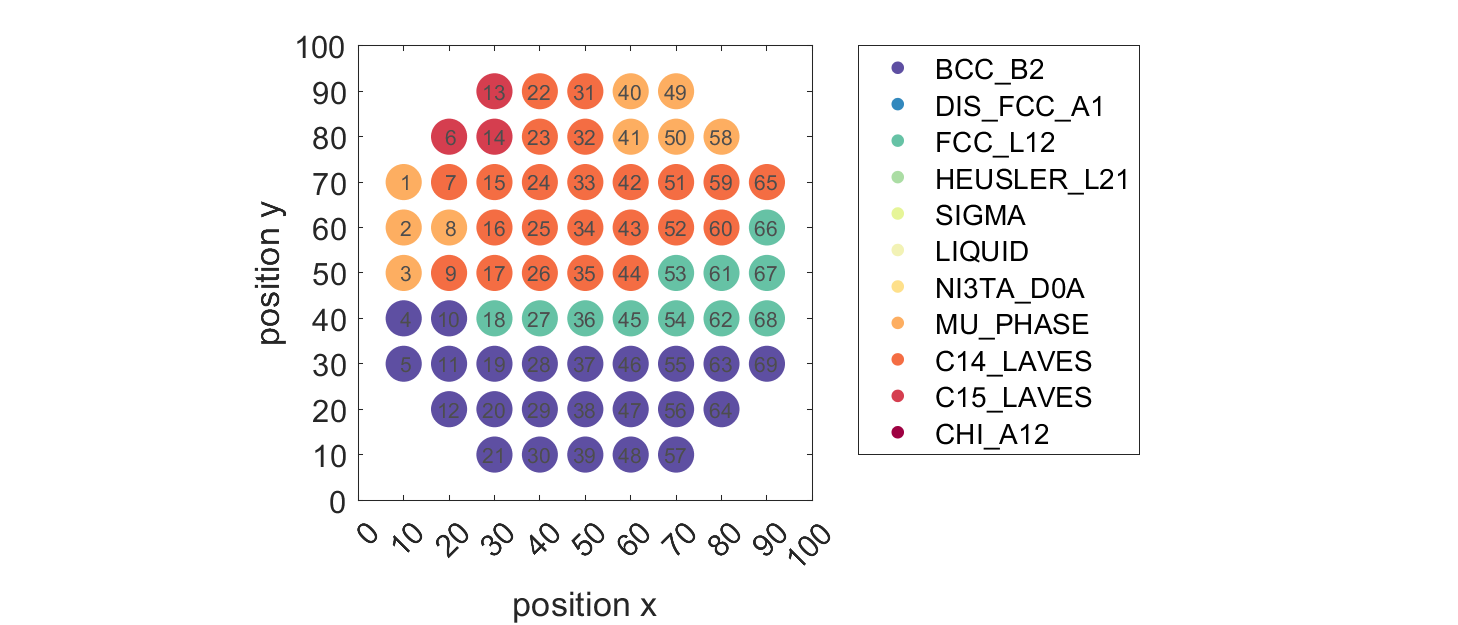 100
90
80
70
60
50
40
30
20
10
0
position y
13 22 31 40 49
6 14 23 32 41 50 58
1 7 15 24 33 42 51 59 65
2 8 16 25 34 43 52 60 66
3 9 17 26 35 44 53 61 67
4 10 18 27 36 45 54 62 68
5 11 19 28 37 46 55 63 69
12 20 29 38 47 56 64
21 30 39 48 57
0 10 20 30 40 50 60 70 80 90 100
position x
BCC_B2
DIS_FCC_A1
FCC_L12
HEUSLER_L21
SIGMA
LIQUID
NI3TA_D0A
MU_PHASE
C14_LAVES
C15_LAVES
CHI_A12